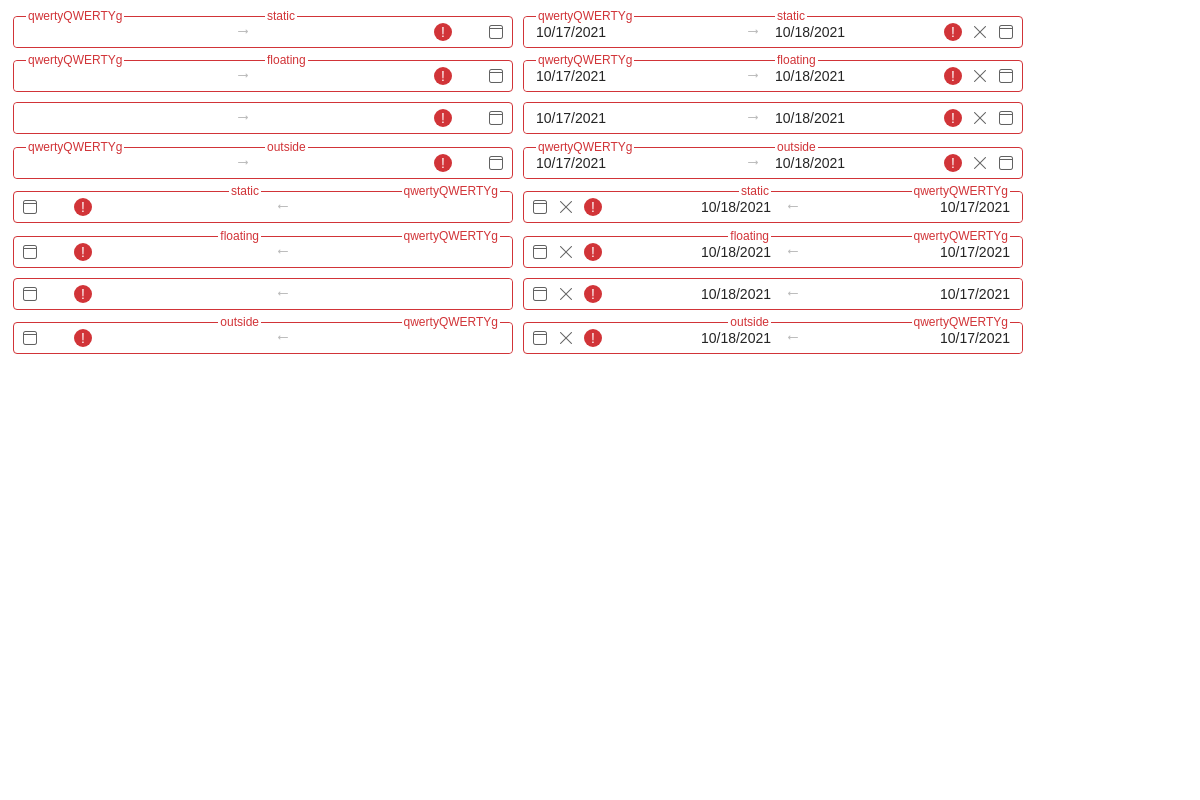 qwertyQWERTYg static qwertyQWERTYg static
→ ! 10/17/2021 → 10/18/2021 !
qwertyQWERTYg floating qwertyQWERTYg floating
→ ! 10/17/2021 → 10/18/2021 !
→ ! 10/17/2021 → 10/18/2021 !
qwertyQWERTYg outside qwertyQWERTYg outside
→ ! 10/17/2021 → 10/18/2021 !
static qwertyQWERTYg static qwertyQWERTYg
! ← ! 10/18/2021 ← 10/17/2021
floating qwertyQWERTYg floating qwertyQWERTYg
! ← ! 10/18/2021 ← 10/17/2021
! ← ! 10/18/2021 ← 10/17/2021
outside qwertyQWERTYg outside qwertyQWERTYg
! ← ! 10/18/2021 ← 10/17/2021